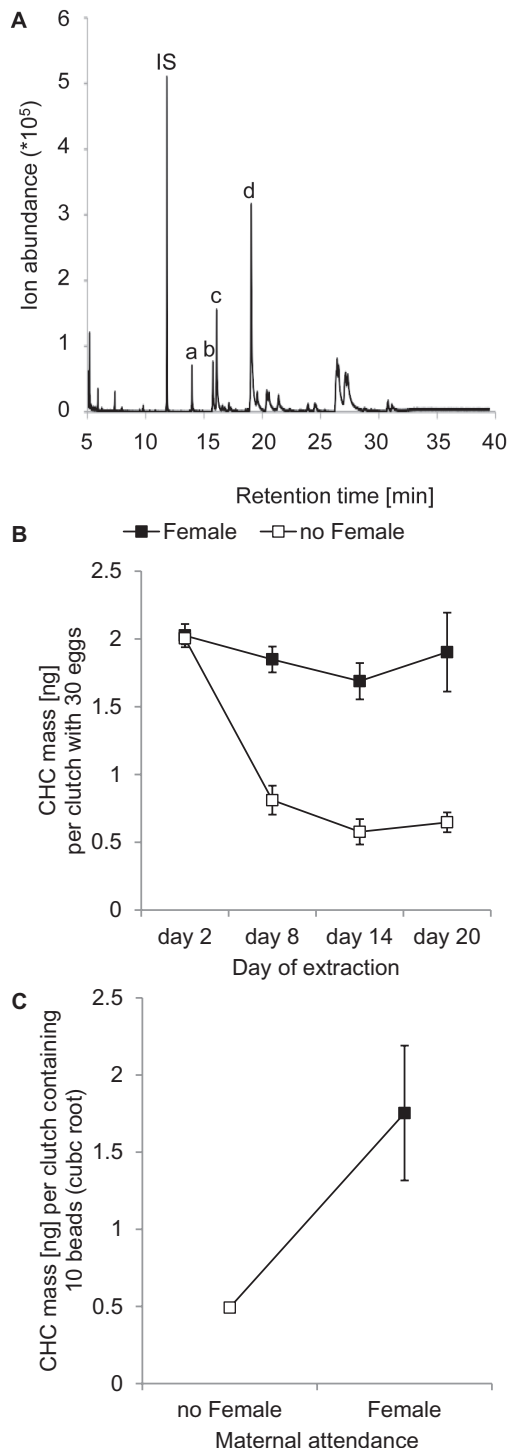 A
6
5
4
3
2
1
0
Ion abundance (*10⁵)
IS
a
b
c
d
5 10 15 20 25 30 35 40
Retention time [min]
Female no Female
B
2.5
2
1.5
1
0.5
0
CHC mass [ng]
per clutch with 30 eggs
day 2 day 8 day 14 day 20
Day of extraction
C
2.5
2
1.5
1
0.5
0
CHC mass [ng] per clutch containing
10 beads (cubc root)
no Female Female
Maternal attendance